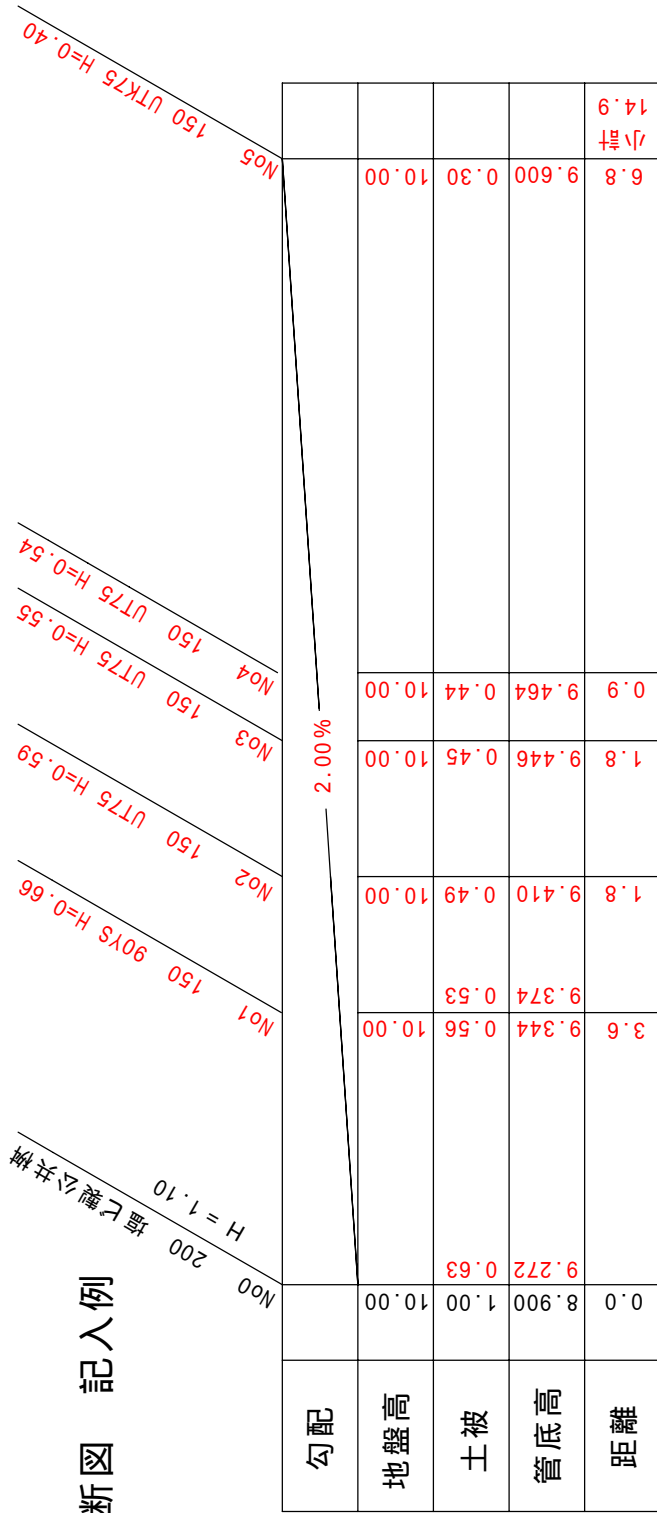 断図 記入例
No0 200 塩ビ製公共桝
H = 1.10
No1 150 90YS H=0.66
No2 150 UT75 H=0.59
No3 150 UT75 H=0.55
No4 150 UT75 H=0.54
No5 150 UTK75 H=0.40
勾配 2.00%
地盤高 10.00 10.00 10.00 10.00 10.00 10.00
土被 1.00 0.63 0.56 0.53 0.49 0.45 0.44 0.30
管底高 8.900 9.272 9.344 9.374 9.410 9.446 9.464 9.600
距離 0.0 3.6 1.8 1.8 0.9 6.8 小計
14.9